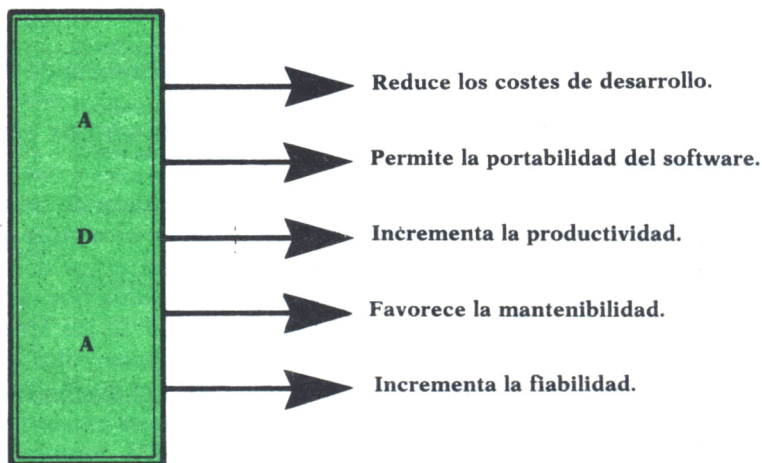 A
D
A
Reduce los costes de desarrollo.
Permite la portabilidad del software.
Incrementa la productividad.
Favorece la mantenibilidad.
Incrementa la fiabilidad.